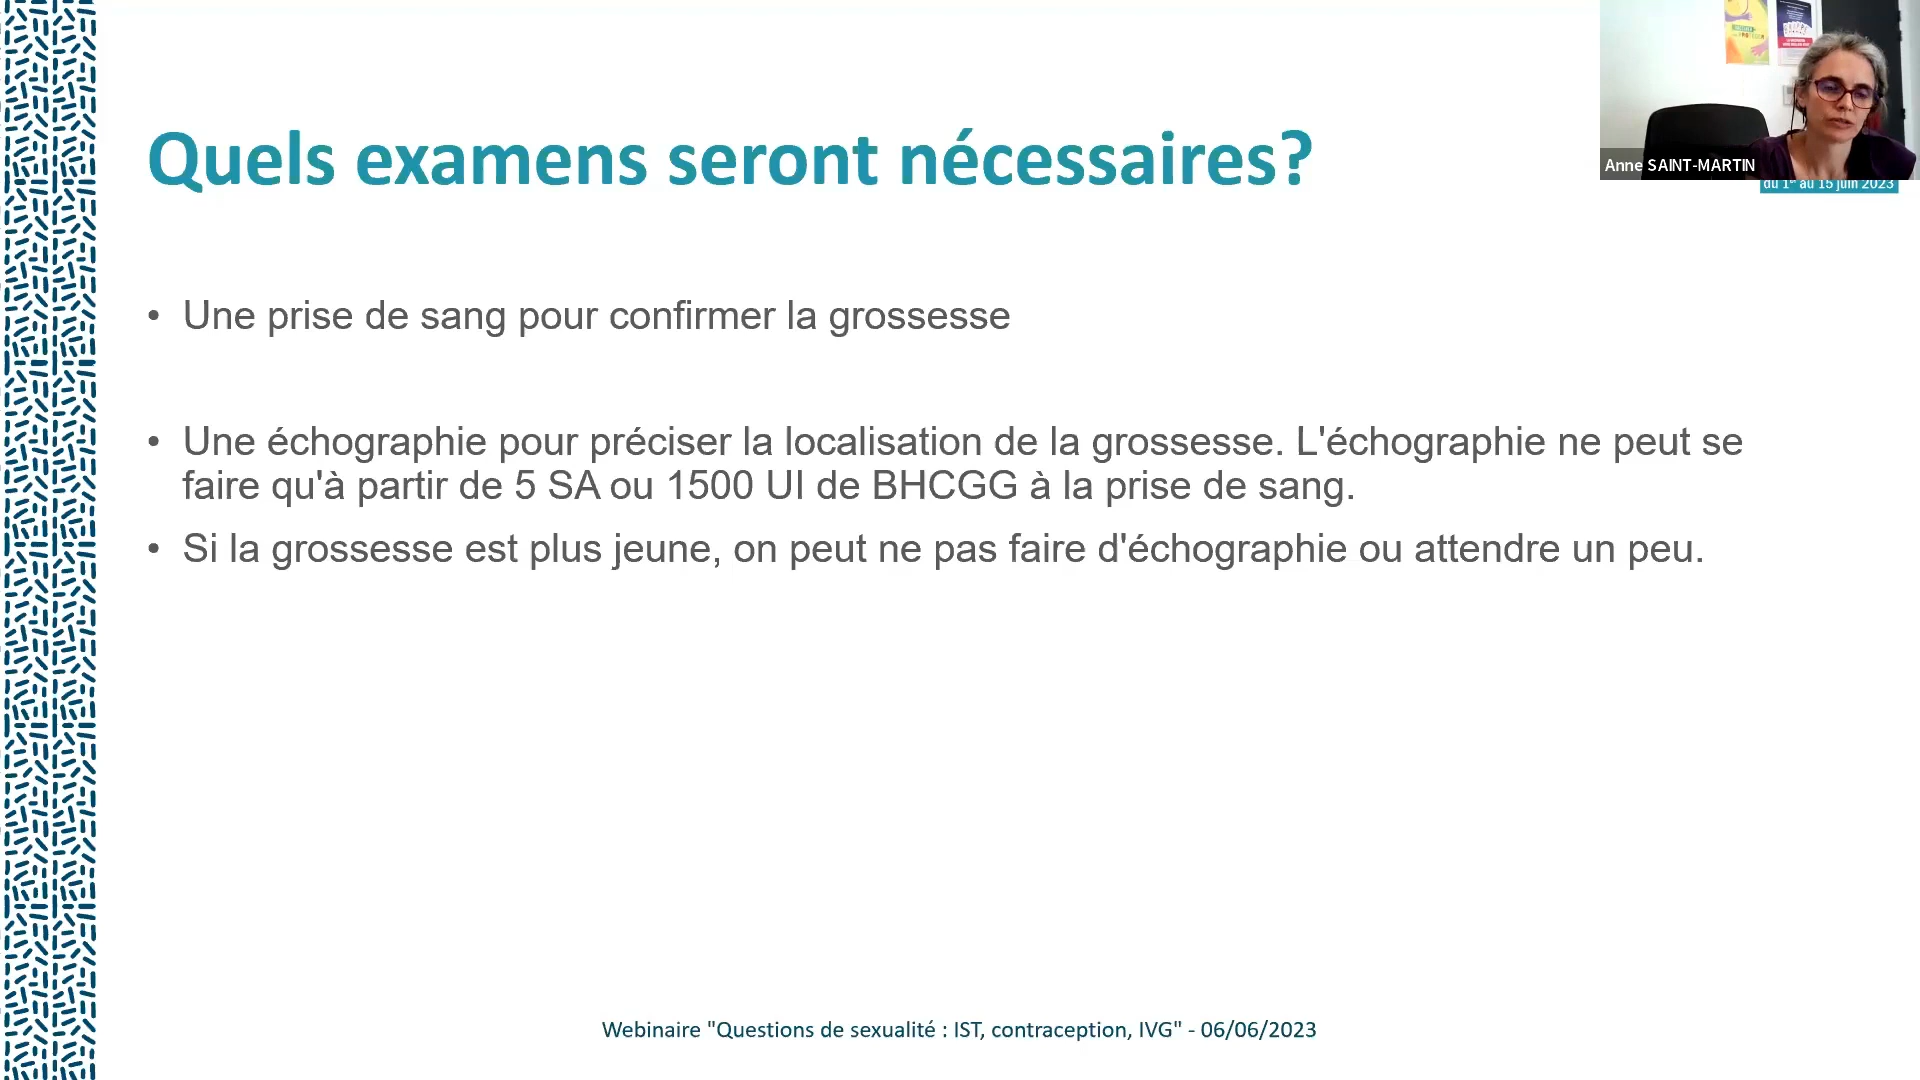 Quels examens seront nécessaires?
Anne SAINT-MARTIN
du 1er au 15 juin 2023
• Une prise de sang pour confirmer la grossesse
• Une échographie pour préciser la localisation de la grossesse. L'échographie ne peut se
faire qu'à partir de 5 SA ou 1500 UI de BHCGG à la prise de sang.
• Si la grossesse est plus jeune, on peut ne pas faire d'échographie ou attendre un peu.
Webinaire "Questions de sexualité : IST, contraception, IVG" - 06/06/2023